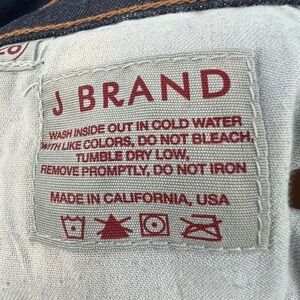 J BRAND
WASH INSIDE OUT IN COLD WATER
WITH LIKE COLORS, DO NOT BLEACH,
TUMBLE DRY LOW,
REMOVE PROMPTLY, DO NOT IRON
MADE IN CALIFORNIA, USA